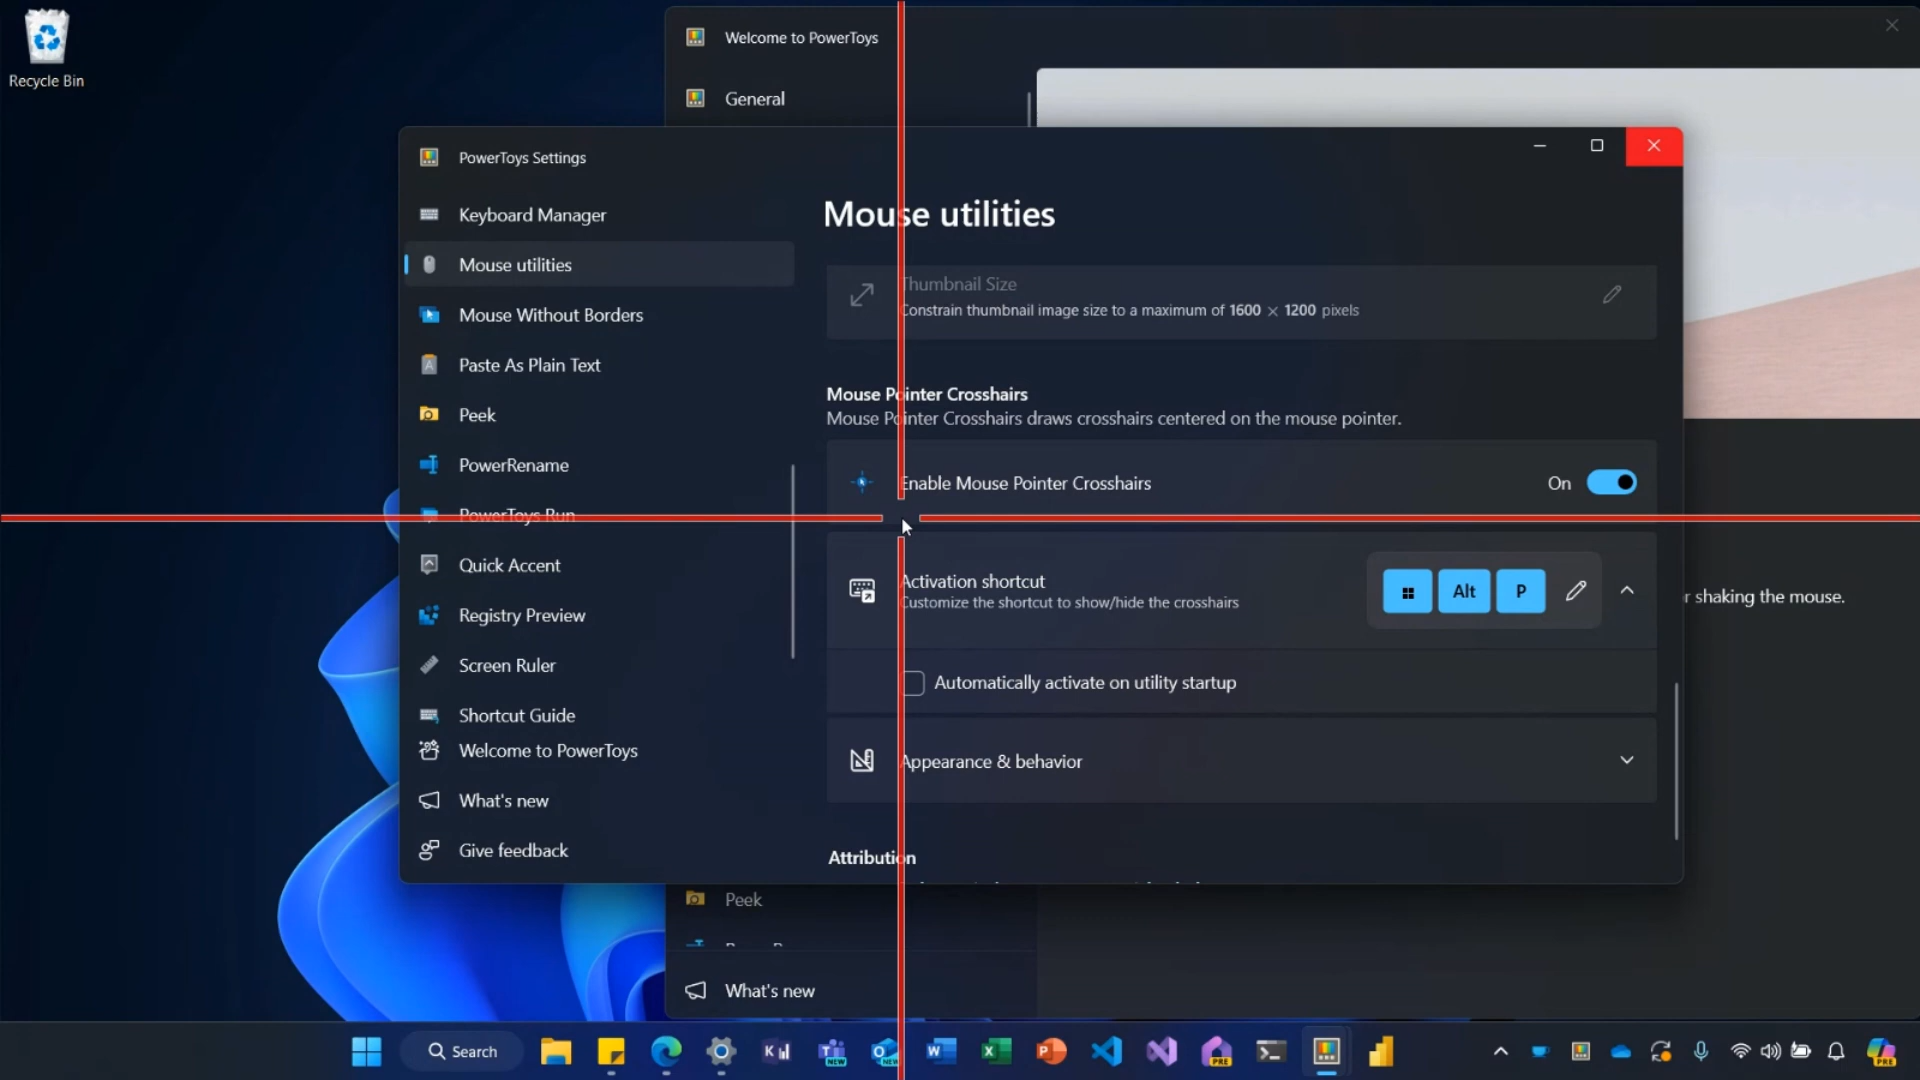 Recycle Bin
Welcome to PowerToys
General
PowerToys Settings
Keyboard Manager
Mouse utilities
Mouse Without Borders
Paste As Plain Text
Peek
PowerRename
PowerToys Run
Quick Accent
Registry Preview
Screen Ruler
Shortcut Guide
Welcome to PowerToys
What's new
Give feedback
Mouse utilities
Thumbnail Size
Constrain thumbnail image size to a maximum of 1600 × 1200 pixels
Mouse Pointer Crosshairs
Mouse Pointer Crosshairs draws crosshairs centered on the mouse pointer.
Enable Mouse Pointer Crosshairs
On
Activation shortcut
Customize the shortcut to show/hide the crosshairs
Alt
P
Automatically activate on utility startup
Appearance & behavior
Attribution
r shaking the mouse.
Peek
What's new
Search
NEW
NEW
PRE
PRE